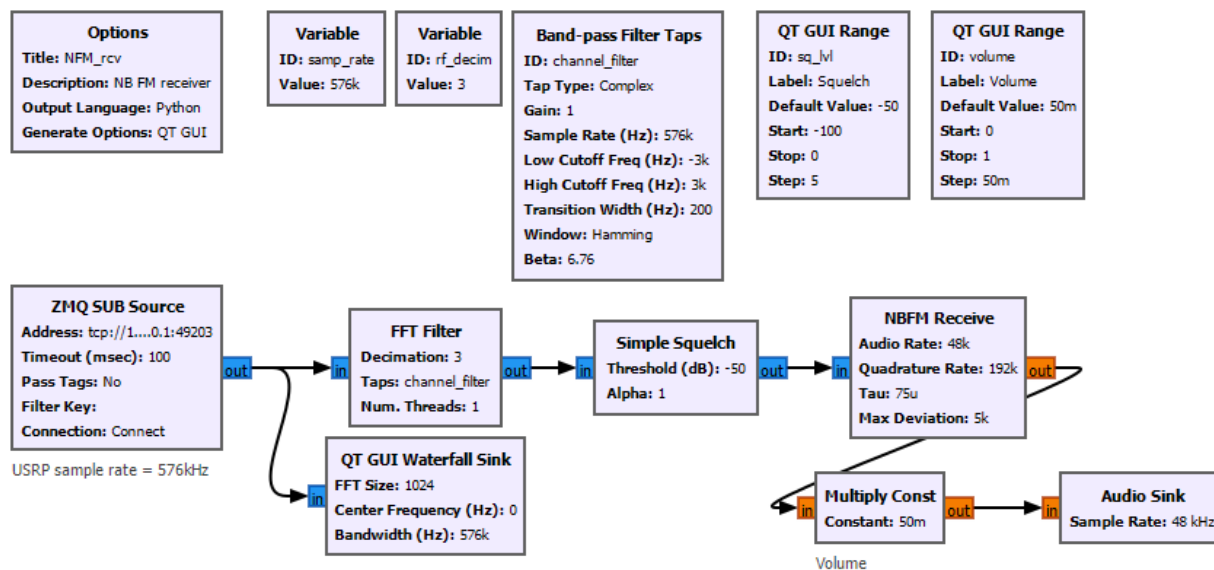 Options
Title: NFM_rcv
Description: NB FM receiver
Output Language: Python
Generate Options: QT GUI
Variable
ID: samp_rate
Value: 576k
Variable
ID: rf_decim
Value: 3
Band-pass Filter Taps
ID: channel_filter
Tap Type: Complex
Gain: 1
Sample Rate (Hz): 576k
Low Cutoff Freq (Hz): -3k
High Cutoff Freq (Hz): 3k
Transition Width (Hz): 200
Window: Hamming
Beta: 6.76
QT GUI Range
ID: sq_lvl
Label: Squelch
Default Value: -50
Start: -100
Stop: 0
Step: 5
QT GUI Range
ID: volume
Label: Volume
Default Value: 50m
Start: 0
Stop: 1
Step: 50m
ZMQ SUB Source
Address: tcp://1....0.1:49203
Timeout (msec): 100
Pass Tags: No
Filter Key:
Connection: Connect
out
USRP sample rate = 576kHz
in
FFT Filter
Decimation: 3
Taps: channel_filter
Num. Threads: 1
out
in
QT GUI Waterfall Sink
FFT Size: 1024
Center Frequency (Hz): 0
Bandwidth (Hz): 576k
in
Simple Squelch
Threshold (dB): -50
Alpha: 1
out
in
NBFM Receive
Audio Rate: 48k
Quadrature Rate: 192k
Tau: 75u
Max Deviation: 5k
out
in
Multiply Const
Constant: 50m
out
Volume
in
Audio Sink
Sample Rate: 48 kHz